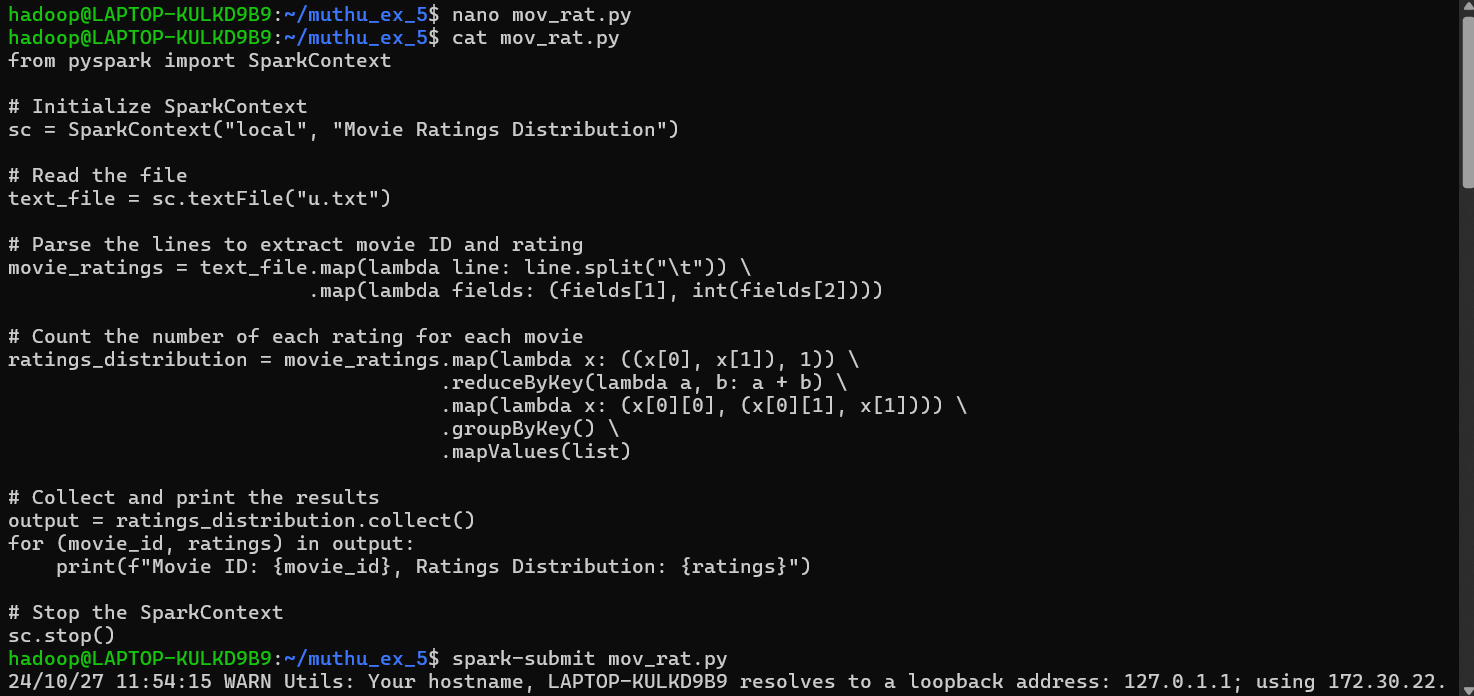 hadoop@LAPTOP-KULKD9B9:~/muthu_ex_5$ nano mov_rat.py
hadoop@LAPTOP-KULKD9B9:~/muthu_ex_5$ cat mov_rat.py
from pyspark import SparkContext

# Initialize SparkContext
sc = SparkContext("local", "Movie Ratings Distribution")

# Read the file
text_file = sc.textFile("u.txt")

# Parse the lines to extract movie ID and rating
movie_ratings = text_file.map(lambda line: line.split("\t")) \
                         .map(lambda fields: (fields[1], int(fields[2])))

# Count the number of each rating for each movie
ratings_distribution = movie_ratings.map(lambda x: ((x[0], x[1]), 1)) \
                                    .reduceByKey(lambda a, b: a + b) \
                                    .map(lambda x: (x[0][0], (x[0][1], x[1]))) \
                                    .groupByKey() \
                                    .mapValues(list)

# Collect and print the results
output = ratings_distribution.collect()
for (movie_id, ratings) in output:
    print(f"Movie ID: {movie_id}, Ratings Distribution: {ratings}")

# Stop the SparkContext
sc.stop()
hadoop@LAPTOP-KULKD9B9:~/muthu_ex_5$ spark-submit mov_rat.py
24/10/27 11:54:15 WARN Utils: Your hostname, LAPTOP-KULKD9B9 resolves to a loopback address: 127.0.1.1; using 172.30.22.